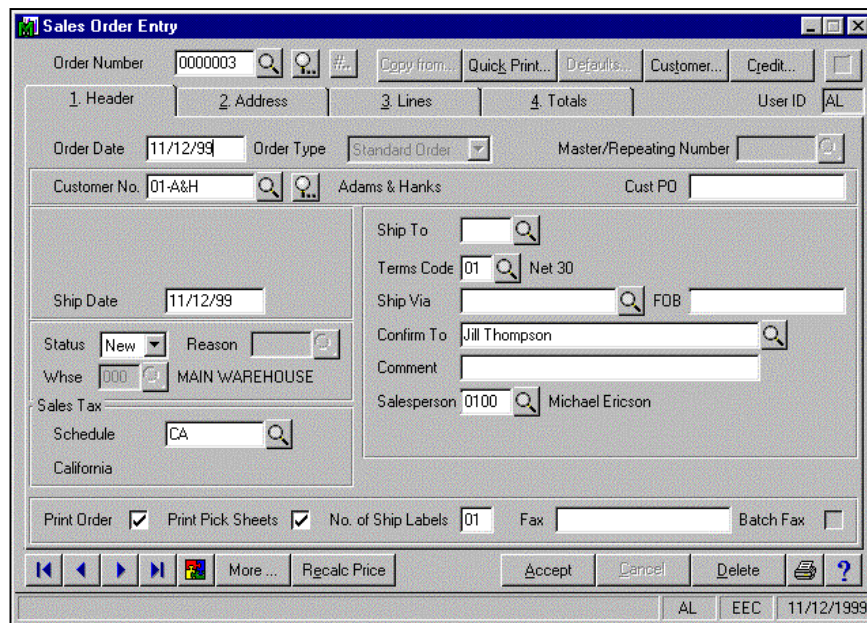 Sales Order Entry
Order Number 0000003 #.. Copy from... Quick Print... Defaults... Customer... Credit...
1. Header 2. Address 3. Lines 4. Totals User ID AL
Order Date 11/12/99 Order Type Standard Order Master/Repeating Number
Customer No. 01-A&H Adams & Hanks Cust PO
Ship To
Terms Code 01 Net 30
Ship Date 11/12/99 Ship Via FOB
Status New Reason Confirm To Jill Thompson
Whse 000 MAIN WAREHOUSE Comment
Sales Tax Salesperson 0100 Michael Ericson
Schedule CA
California
Print Order Print Pick Sheets No. of Ship Labels 01 Fax Batch Fax
More ... Recalc Price Accept Cancel Delete ?
AL EEC 11/12/1999